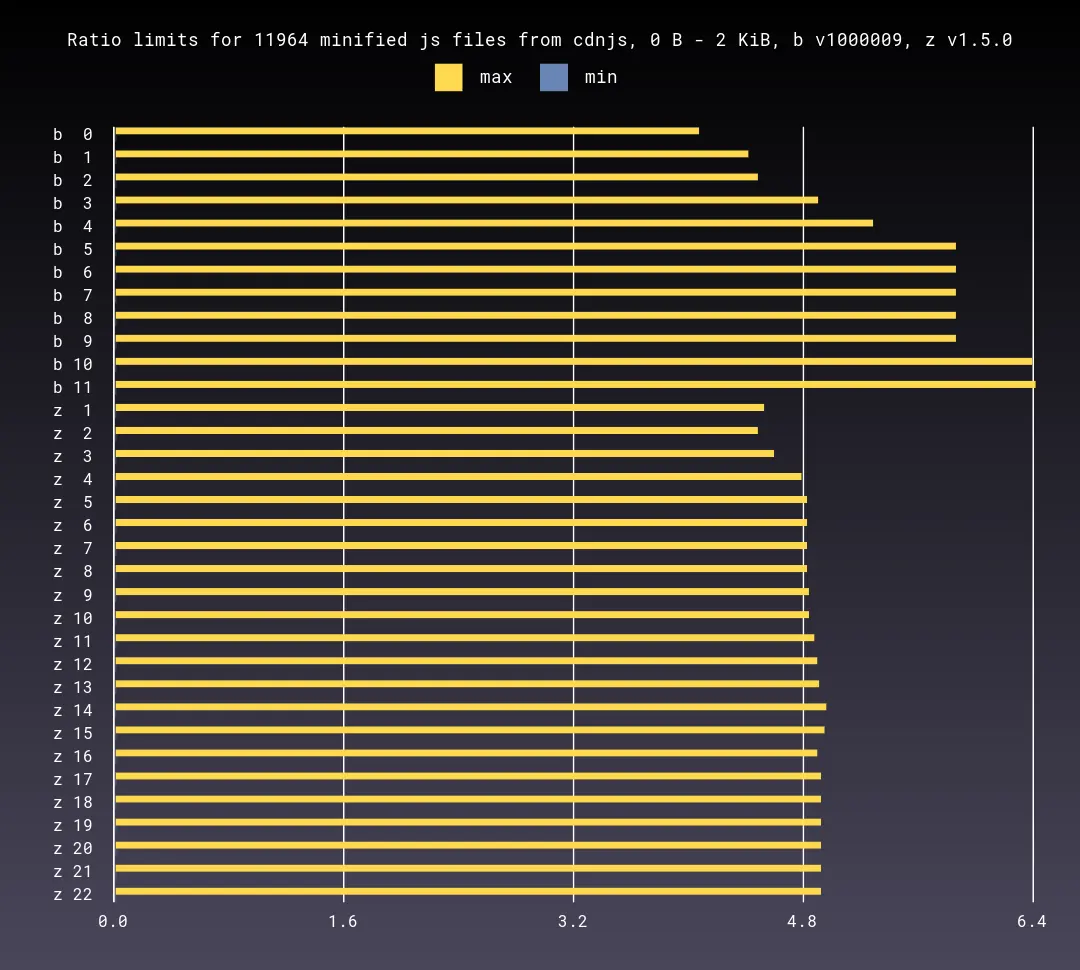 Ratio limits for 11964 minified js files from cdnjs, 0 B - 2 KiB, b v1000009, z v1.5.0
max min
b 0
b 1
b 2
b 3
b 4
b 5
b 6
b 7
b 8
b 9
b 10
b 11
z 1
z 2
z 3
z 4
z 5
z 6
z 7
z 8
z 9
z 10
z 11
z 12
z 13
z 14
z 15
z 16
z 17
z 18
z 19
z 20
z 21
z 22
0.0 1.6 3.2 4.8 6.4